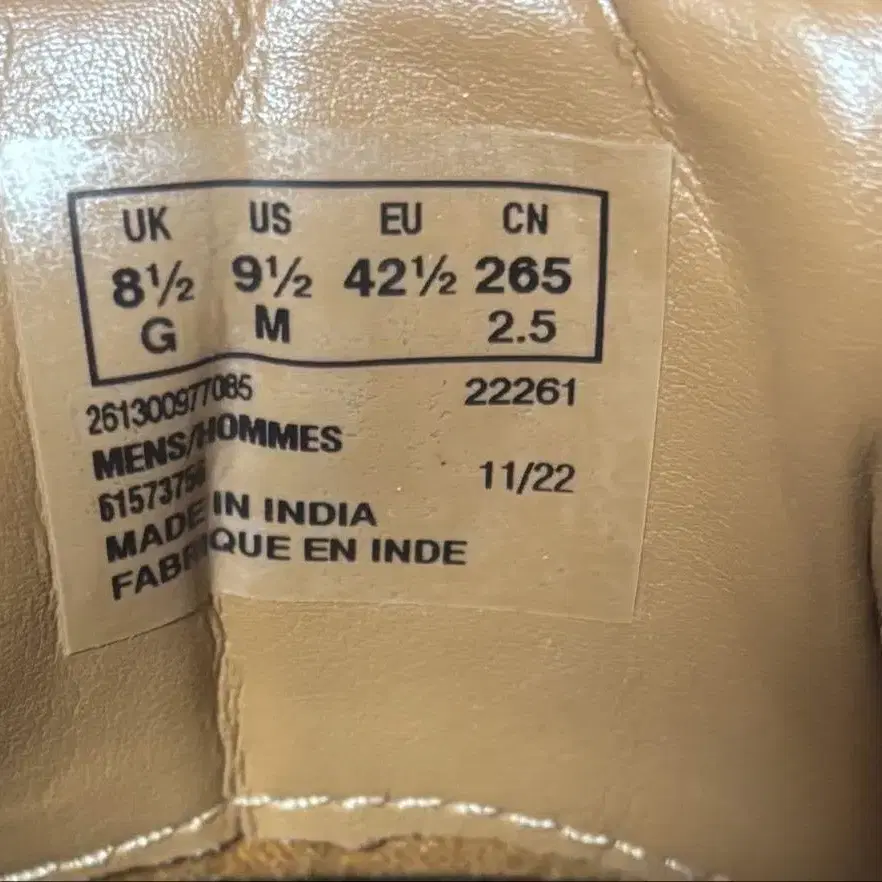 UK US EU CN
8½ 9½ 42½ 265
G M 2.5
261300977085 22261
MENS/HOMMES
11/22
MADE IN INDIA
FABRIQUE EN INDE